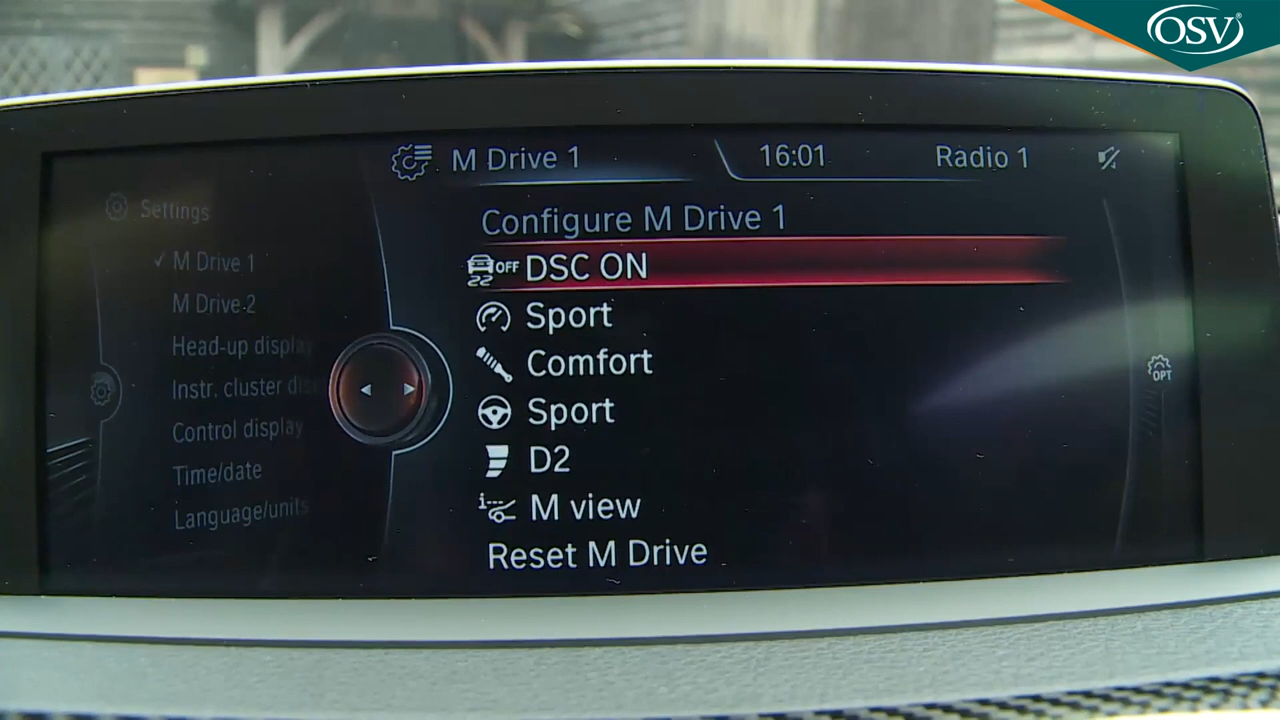 OSV®
M Drive 1
16:01
Radio 1
Settings
✓ M Drive 1
M Drive 2
Head-up display
Instr. cluster
Control display
Time/date
Language/units
Configure M Drive 1
OFF DSC ON
Sport
Comfort
Sport
D2
M view
Reset M Drive
OPT